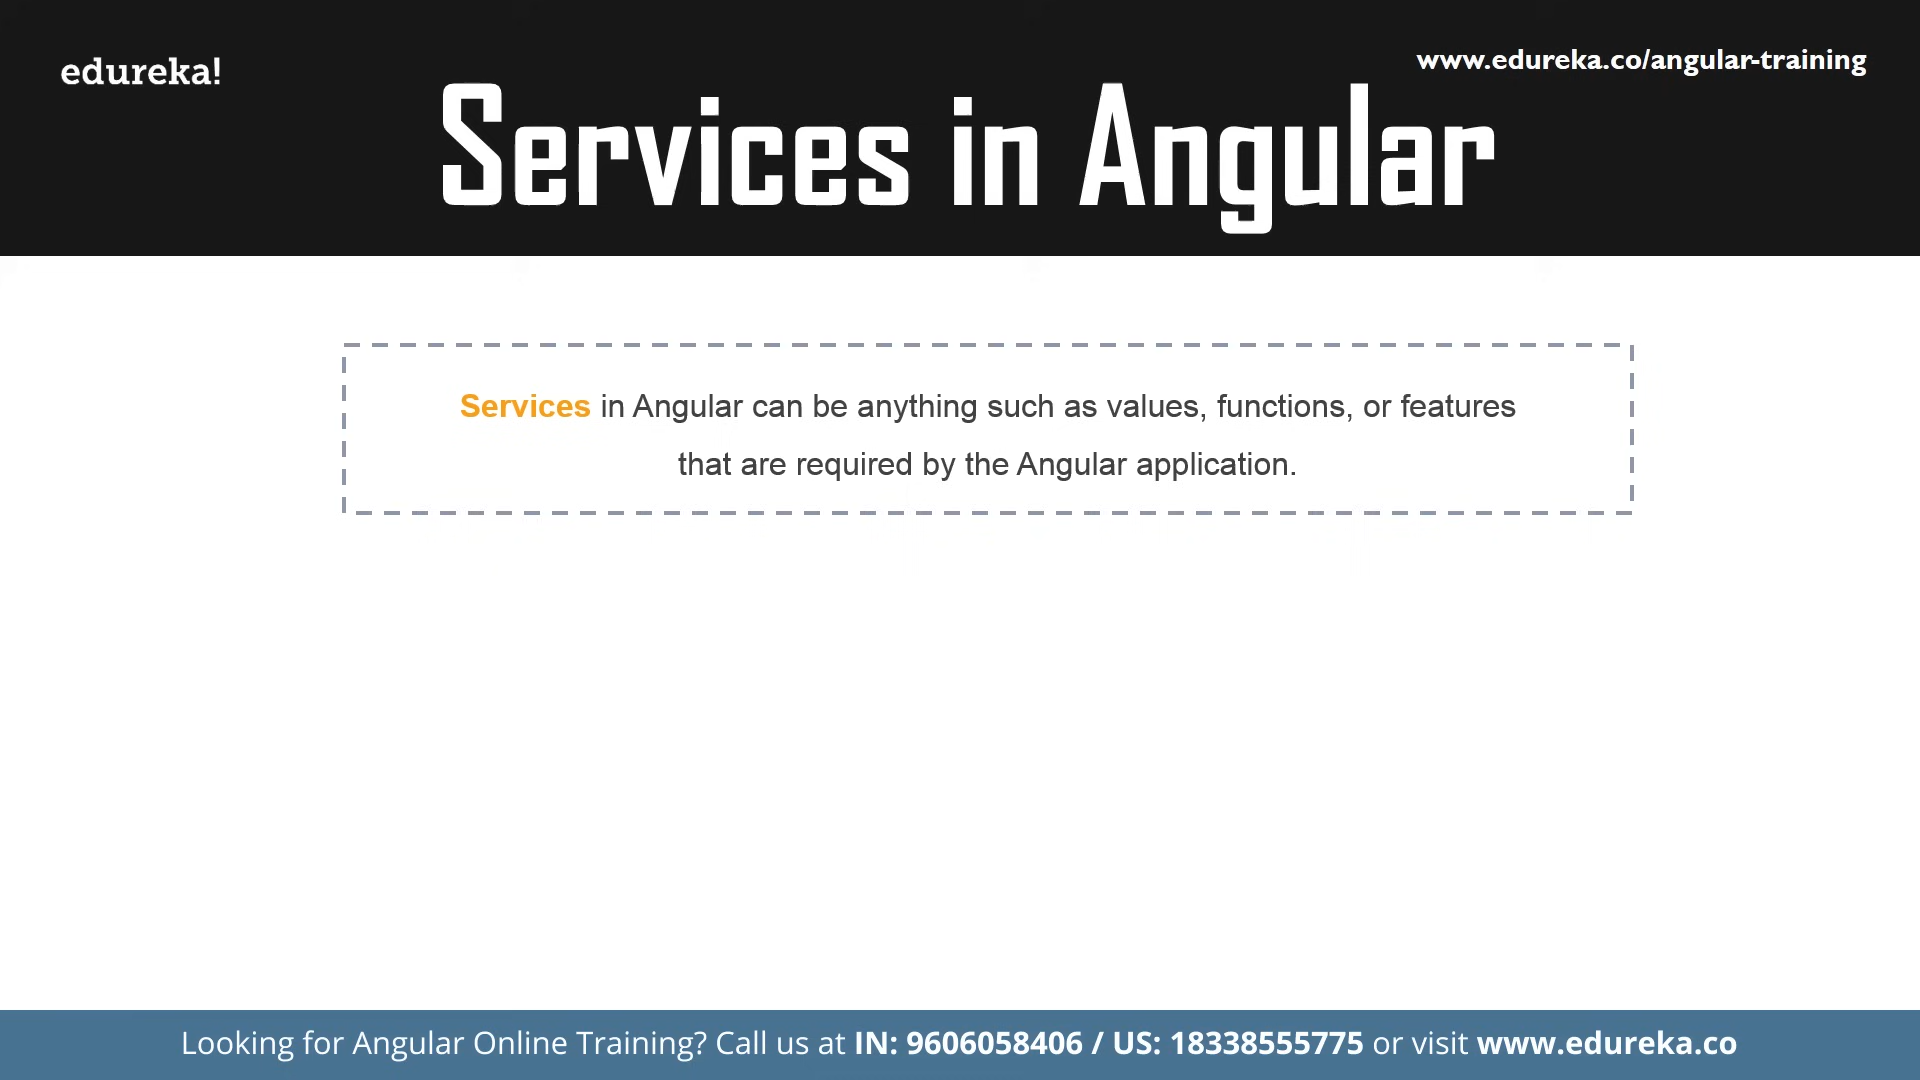 edureka!
www.edureka.co/angular-training
Services in Angular
Services in Angular can be anything such as values, functions, or features
that are required by the Angular application.
Looking for Angular Online Training? Call us at IN: 9606058406 / US: 18338555775 or visit www.edureka.co